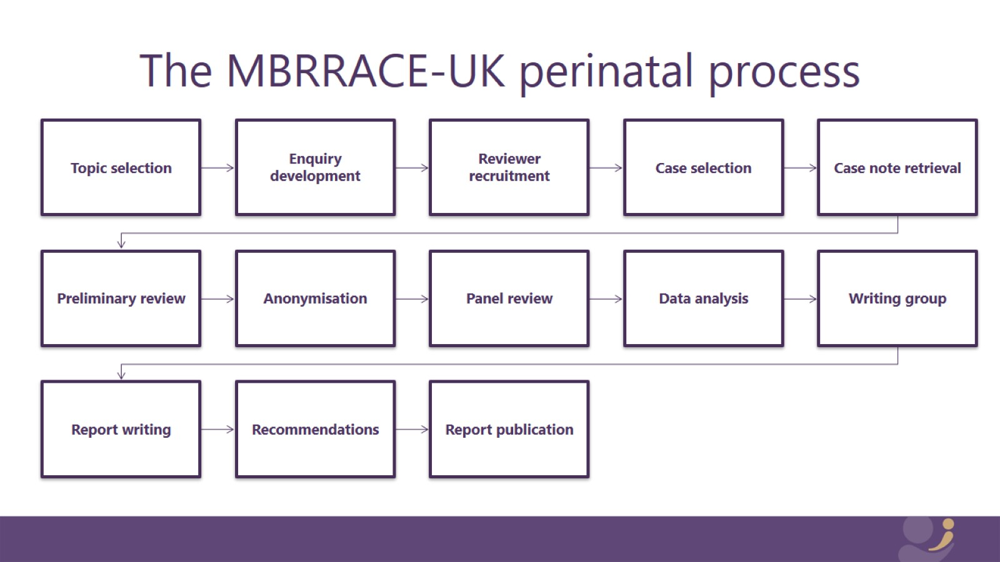 The MBRRACE-UK perinatal process
Topic selection
Enquiry
development
Reviewer
recruitment
Case selection
Case note retrieval
Preliminary review
Anonymisation
Panel review
Data analysis
Writing group
Report writing
Recommendations
Report publication